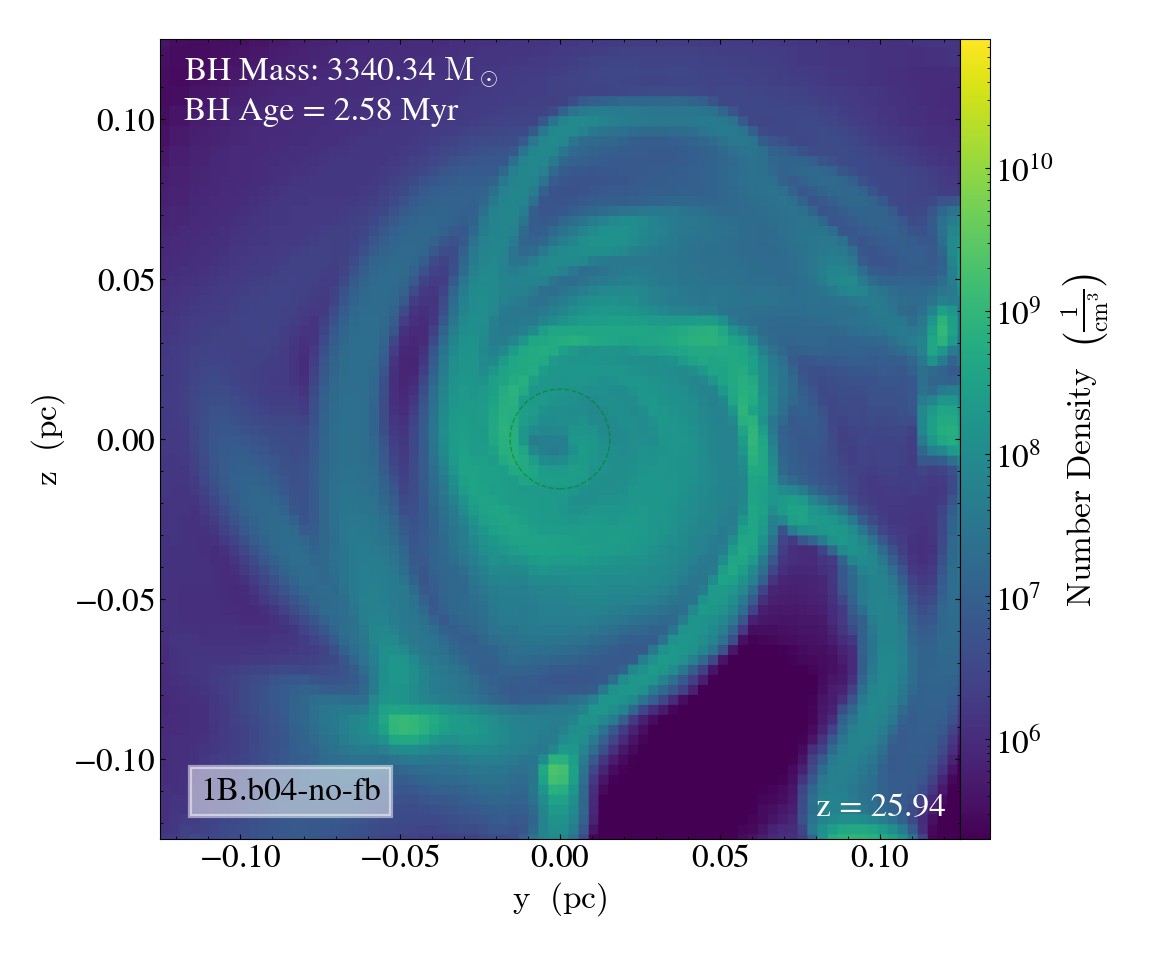 BH Mass: 3340.34 M⊙
BH Age = 2.58 Myr
0.10
0.05
0.00
−0.05
−0.10
z (pc)
1B.b04-no-fb
z = 25.94
−0.10 −0.05 0.00 0.05 0.10
y (pc)
10¹⁰
10⁹
10⁸
10⁷
10⁶
Number Density (1/cm³)